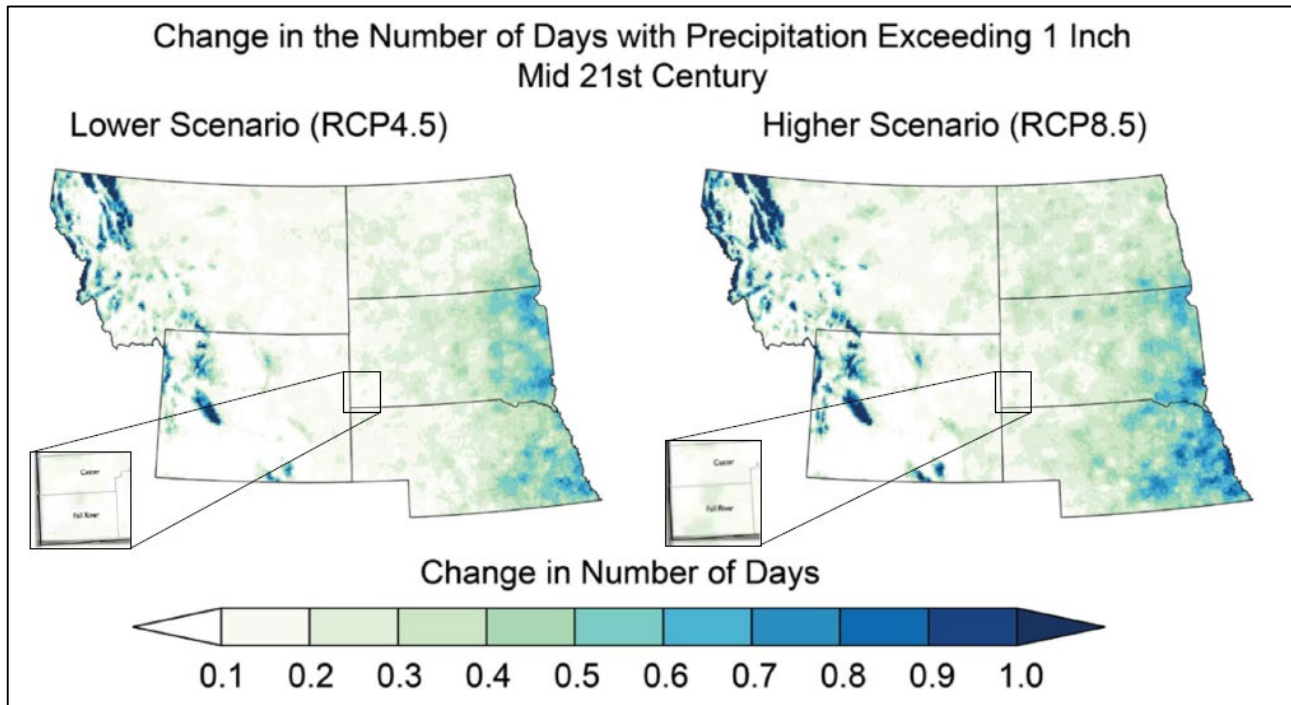 Change in the Number of Days with Precipitation Exceeding 1 Inch
Mid 21st Century
Lower Scenario (RCP4.5)
Higher Scenario (RCP8.5)
Custer
Fall River
Custer
Fall River
Change in Number of Days
0.1 0.2 0.3 0.4 0.5 0.6 0.7 0.8 0.9 1.0